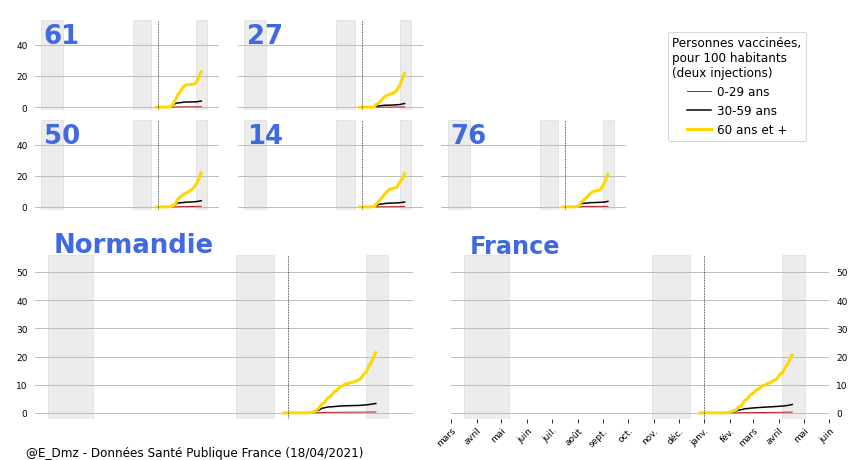 61
27
Personnes vaccinées,
pour 100 habitants
(deux injections)
0-29 ans
30-59 ans
60 ans et +
40
20
0
50
14
76
40
20
0
Normandie
France
50
40
30
20
10
0
50
40
30
20
10
0
mars avril mai juin juil. août sept. oct. nov. déc. janv. fév. mars avril mai juin
@E_Dmz - Données Santé Publique France (18/04/2021)